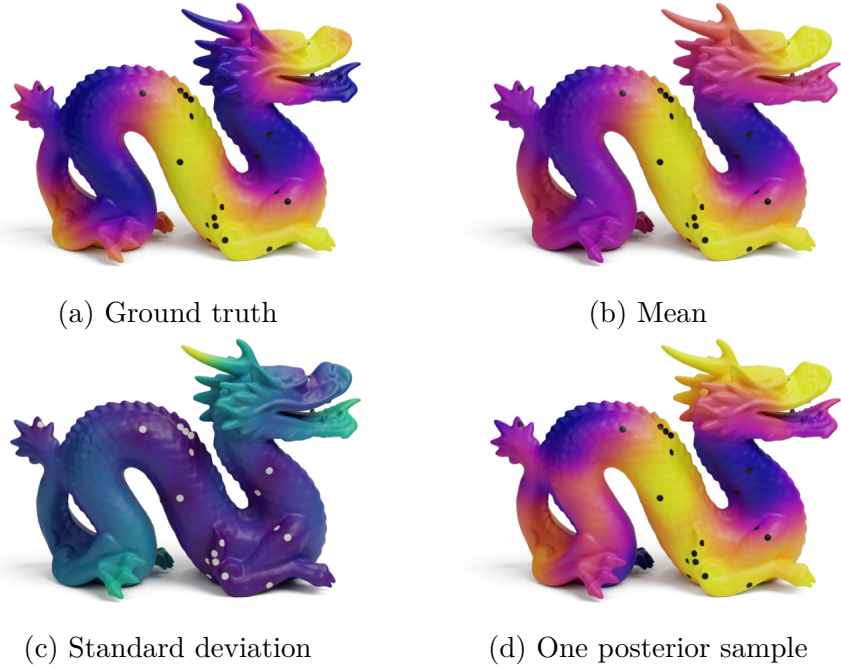 (a) Ground truth
(b) Mean
(c) Standard deviation
(d) One posterior sample